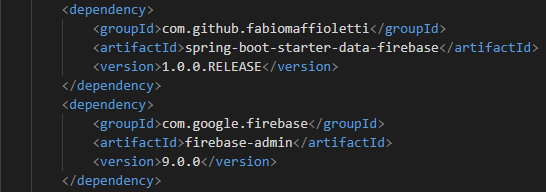 <dependency>
<groupId>com.github.fabiomaffioletti</groupId>
<artifactId>spring-boot-starter-data-firebase</artifactId>
<version>1.0.0.RELEASE</version>
</dependency>
<dependency>
<groupId>com.google.firebase</groupId>
<artifactId>firebase-admin</artifactId>
<version>9.0.0</version>
</dependency>